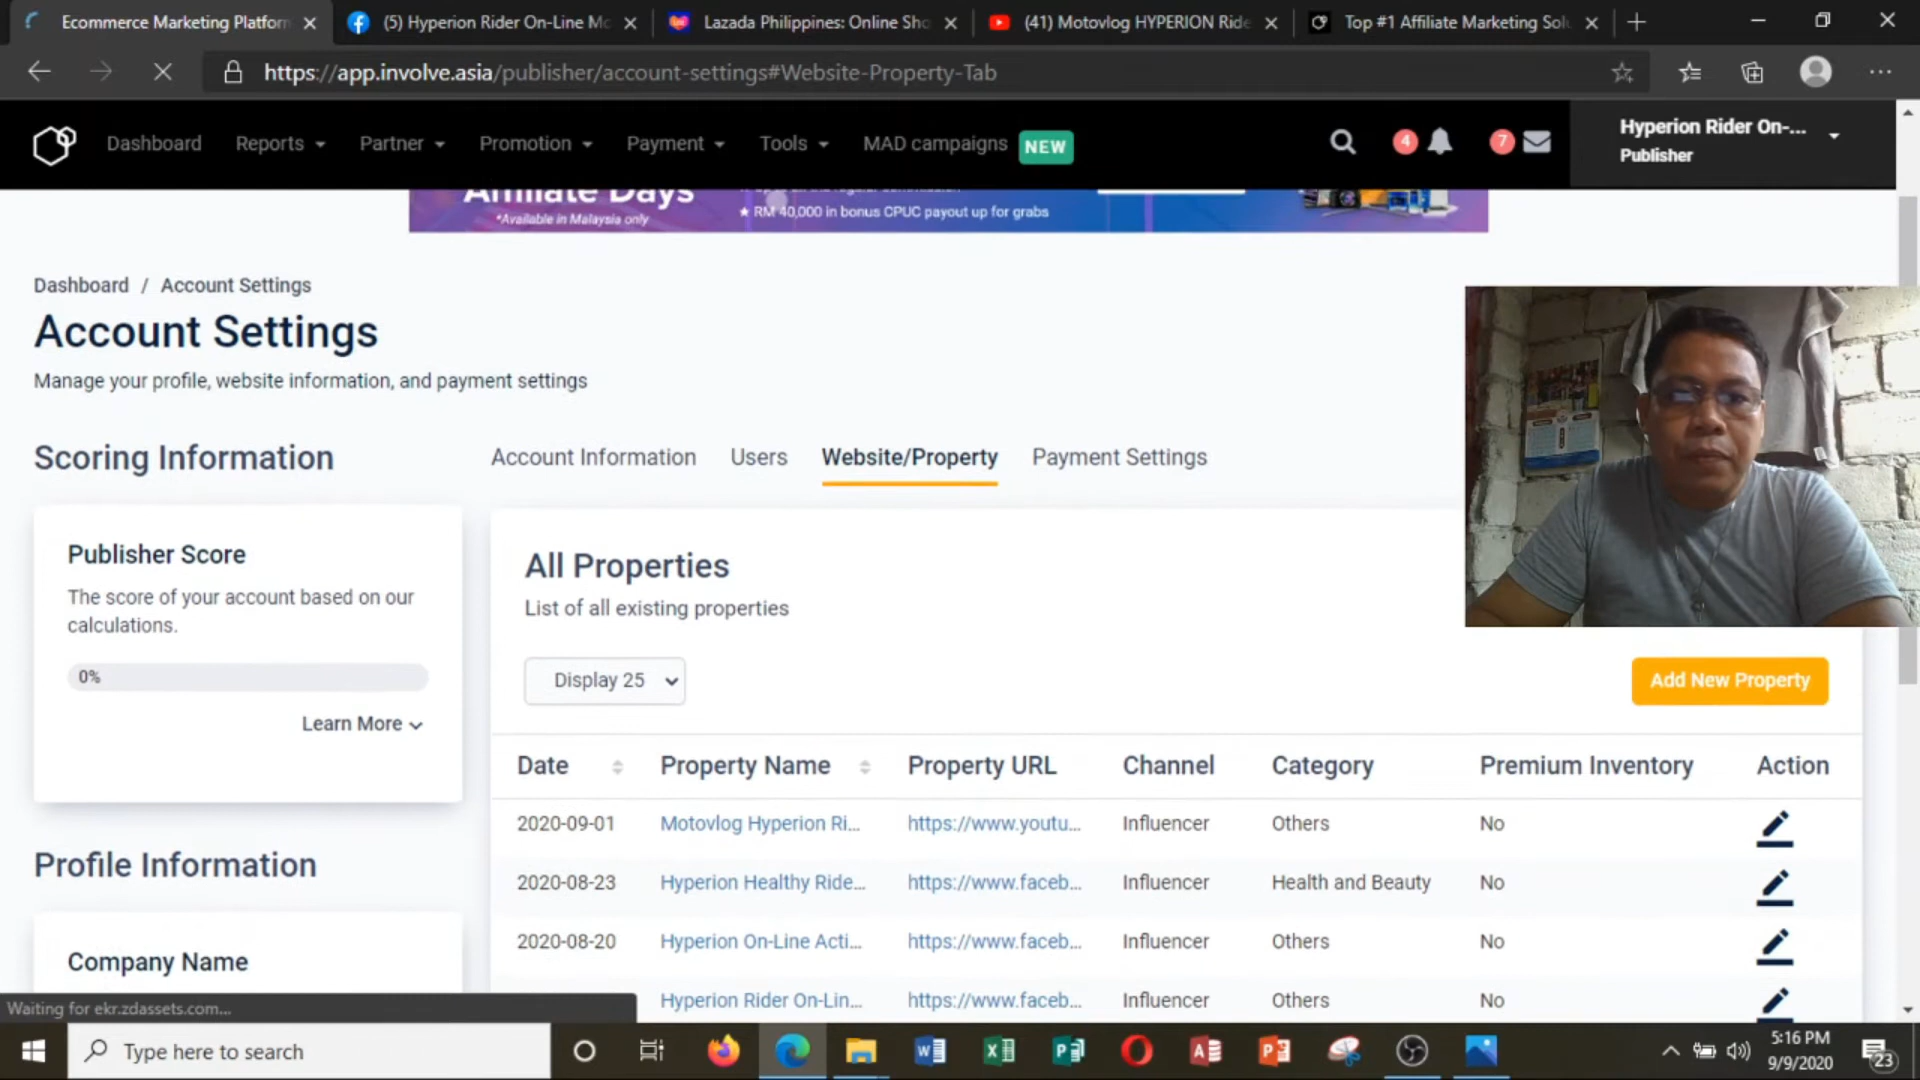 Ecommerce Marketing Platform
(5) Hyperion Rider On-Line Mo
Lazada Philippines: Online Sho
(41) Motovlog HYPERION Ride
Top #1 Affiliate Marketing Sol
https://app.involve.asia/publisher/account-settings#Website-Property-Tab
Dashboard
Reports
Partner
Promotion
Payment
Tools
MAD campaigns
NEW
4
7
Hyperion Rider On-...
Publisher
Affiliate Days
*Available in Malaysia only
★ RM 40,000 in bonus CPUC payout up for grabs
Dashboard / Account Settings
Account Settings
Manage your profile, website information, and payment settings
Scoring Information
Account Information
Users
Website/Property
Payment Settings
Publisher Score
The score of your account based on our
calculations.
0%
Learn More
All Properties
List of all existing properties
Display 25
Add New Property
Date Property Name Property URL Channel Category Premium Inventory Action
2020-09-01 Motovlog Hyperion Ri... https://www.youtu... Influencer Others No
2020-08-23 Hyperion Healthy Ride... https://www.faceb... Influencer Health and Beauty No
2020-08-20 Hyperion On-Line Acti... https://www.faceb... Influencer Others No
Hyperion Rider On-Lin... https://www.faceb... Influencer Others No
Profile Information
Company Name
Waiting for ekr.zdassets.com...
Type here to search
5:16 PM
9/9/2020
23